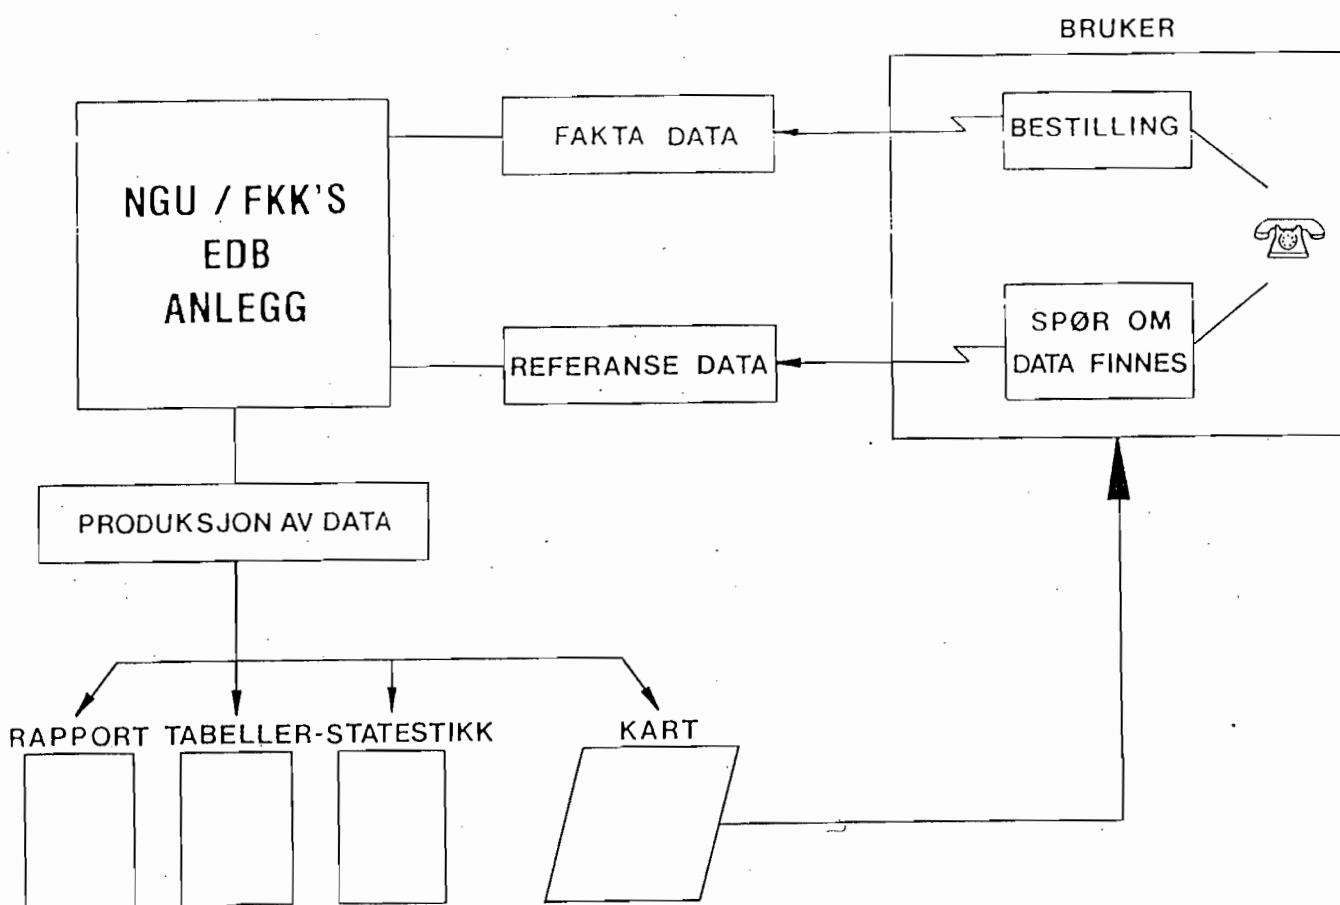 BRUKER
NGU / FKK'S
EDB
ANLEGG
FAKTA DATA
BESTILLING
REFERANSE DATA
SPØR OM
DATA FINNES
PRODUKSJON AV DATA
RAPPORT TABELLER-STATESTIKK
KART